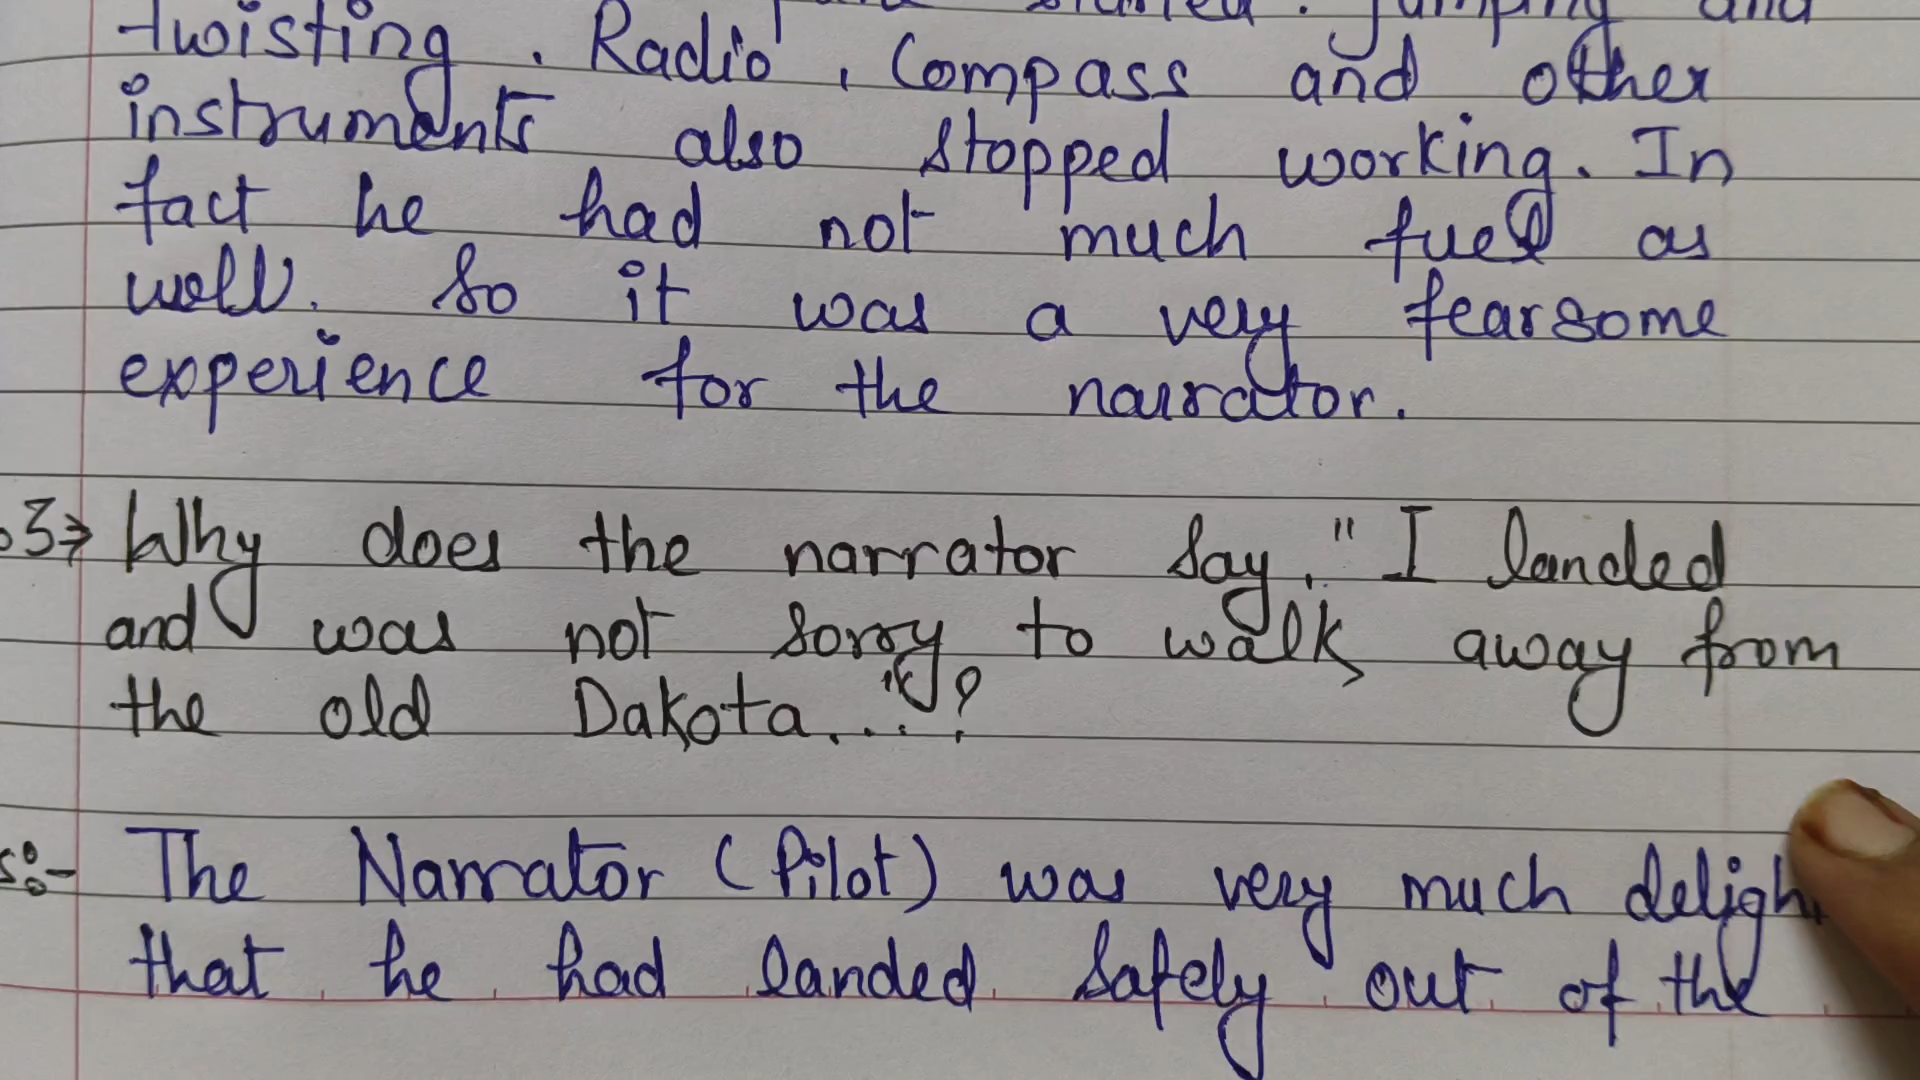 started. jumping and
twisting. Radio, Compass and other
instruments also stopped working. In
fact he had not much fuel as
well. So it was a very fearsome
experience for the narrator.
.3⇒ Why does the narrator say, "I landed
and was not sorry to walk away from
the old Dakota..."?
s:- The Narrator (Pilot) was very much deligh
that he had landed safely out of the